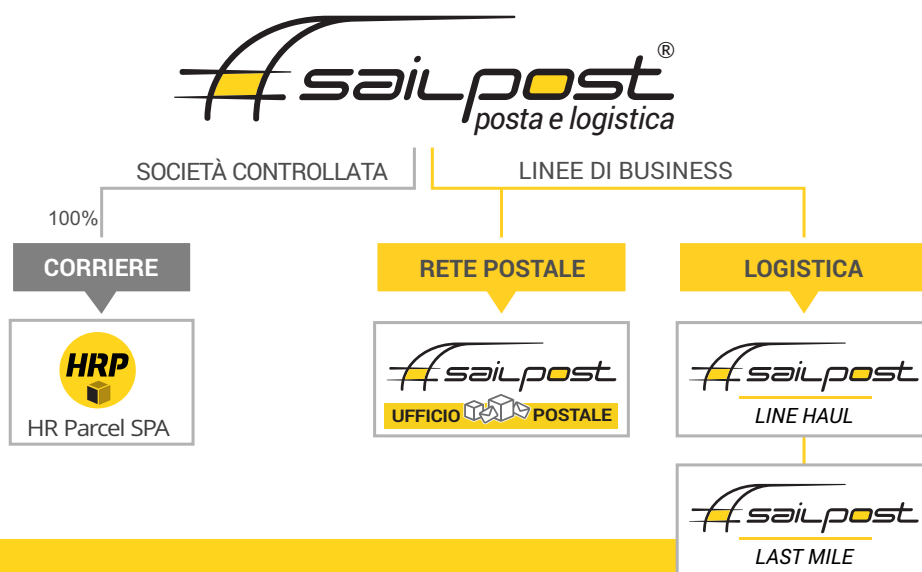 sailpost®
posta e logistica
SOCIETÀ CONTROLLATA
LINEE DI BUSINESS
100%
CORRIERE
RETE POSTALE
LOGISTICA
HRP
HR Parcel SPA
sailpost
UFFICIO POSTALE
sailpost
LINE HAUL
sailpost
LAST MILE